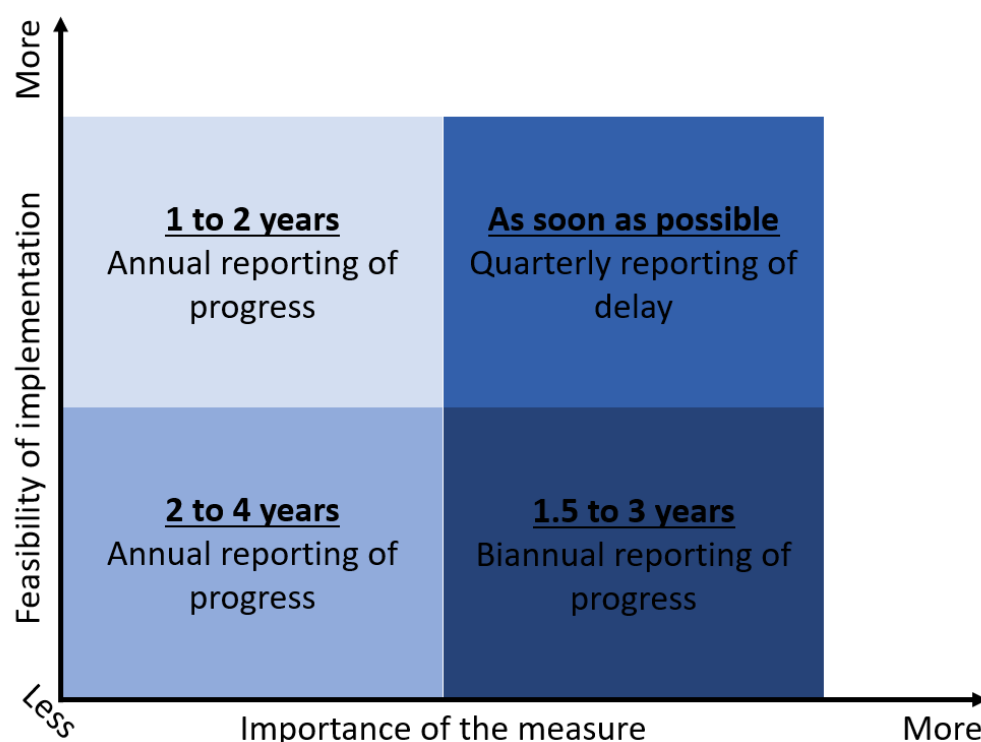 More
Feasibility of implementation
1 to 2 years
Annual reporting of
progress
As soon as possible
Quarterly reporting of
delay
2 to 4 years
Annual reporting of
progress
1.5 to 3 years
Biannual reporting of
progress
Less
Importance of the measure
More